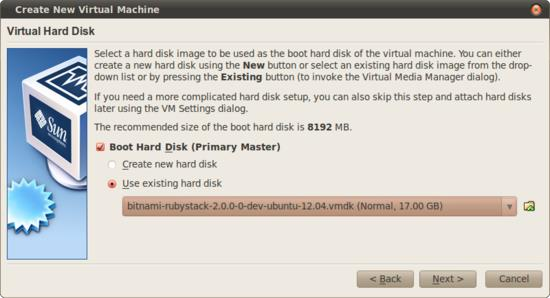 Create New Virtual Machine
Virtual Hard Disk
Select a hard disk image to be used as the boot hard disk of the virtual machine. You can either
create a new hard disk using the New button or select an existing hard disk image from the drop-
down list or by pressing the Existing button (to invoke the Virtual Media Manager dialog).
If you need a more complicated hard disk setup, you can also skip this step and attach hard disks
later using the VM Settings dialog.
The recommended size of the boot hard disk is 8192 MB.
Sun
Boot Hard Disk (Primary Master)
Create new hard disk
Use existing hard disk
bitnami-rubystack-2.0.0-0-dev-ubuntu-12.04.vmdk (Normal, 17.00 GB)
< Back
Next >
Cancel